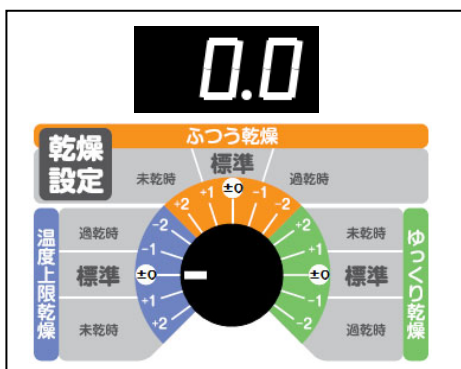 0.0
ふつう乾燥
乾燥
設定
標準
未乾時
過乾時
+2 +1 ±0 -1 -2
温度上限乾燥
過乾時
標準
未乾時
-2
-1
±0
+1
+2
+2
+1
±0
-1
-2
未乾時
標準
過乾時
ゆっくり乾燥